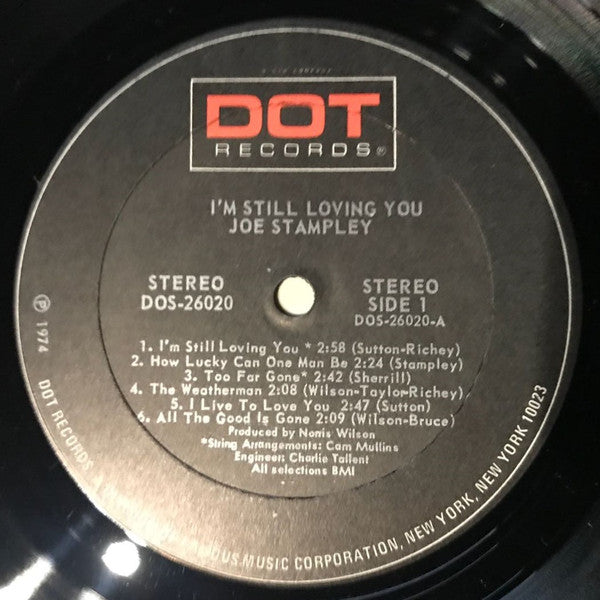 DOT
RECORDS®
I'M STILL LOVING YOU
JOE STAMPLEY
STEREO
DOS-26020
STEREO
SIDE 1
DOS-26020-A
1. I'm Still Loving You * 2:58 (Sutton-Richey)
2. How Lucky Can One Man Be 2:24 (Stampley)
3. Too Far Gone* 2:42 (Sherrill)
4. The Weatherman 2:08 (Wilson-Taylor-Richey)
5. I Live To Love You 2:47 (Sutton)
6. All The Good Is Gone 2:09 (Wilson-Bruce)
Produced by Norris Wilson
*String Arrangements: Cam Mullins
Engineer: Charlie Tallent
All selections BMI
℗ 1974
DOT RECORDS
MUSIC CORPORATION, NEW YORK, NEW YORK 10023